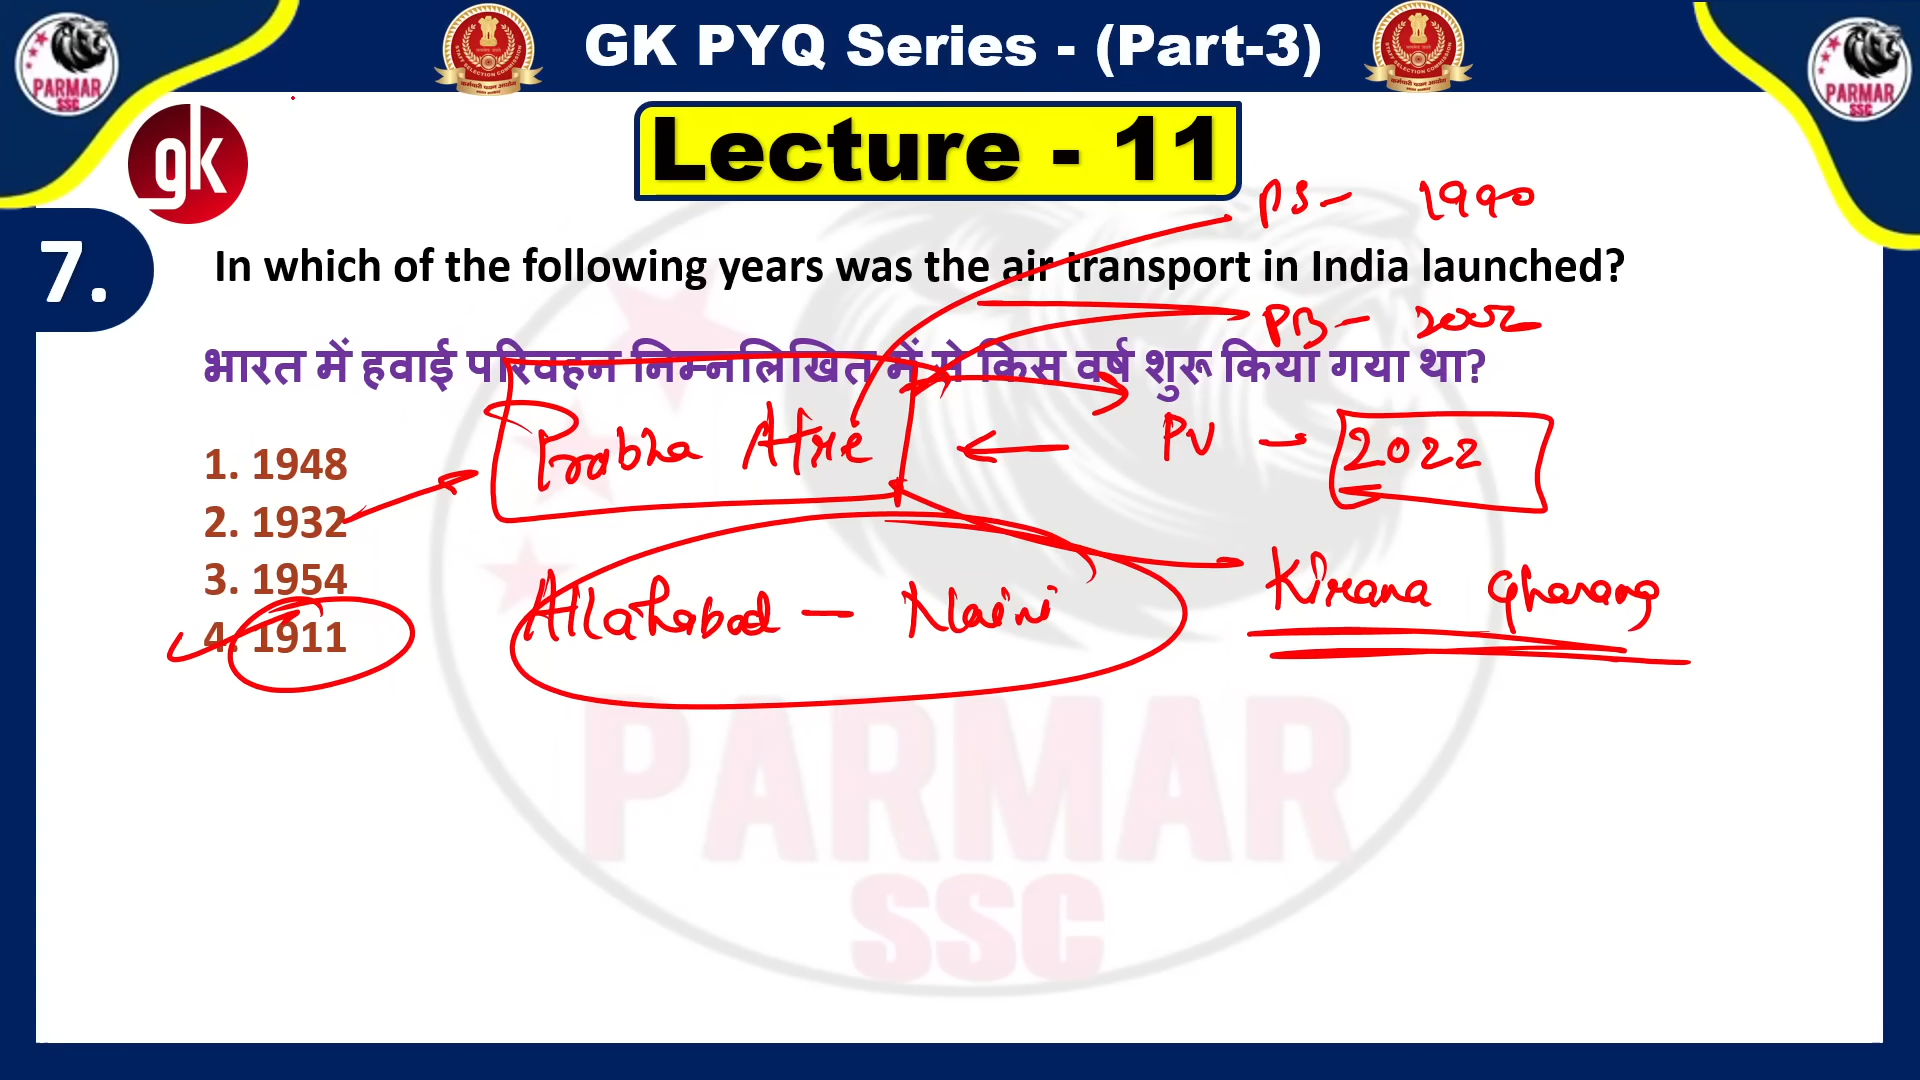 GK PYQ Series - (Part-3)
PARMAR
SSC
PARMAR
SSC
gk
Lecture - 11
PS - 1990
7.
In which of the following years was the air transport in India launched?
PB - 2002
भारत में हवाई परिवहन निम्नलिखित में से किस वर्ष शुरू किया गया था?
Prabha Atre
PV - 2022
1. 1948
2. 1932
3. 1954
4. 1911
Allahabad - Naini
Kirana Gharana
PARMAR
SSC